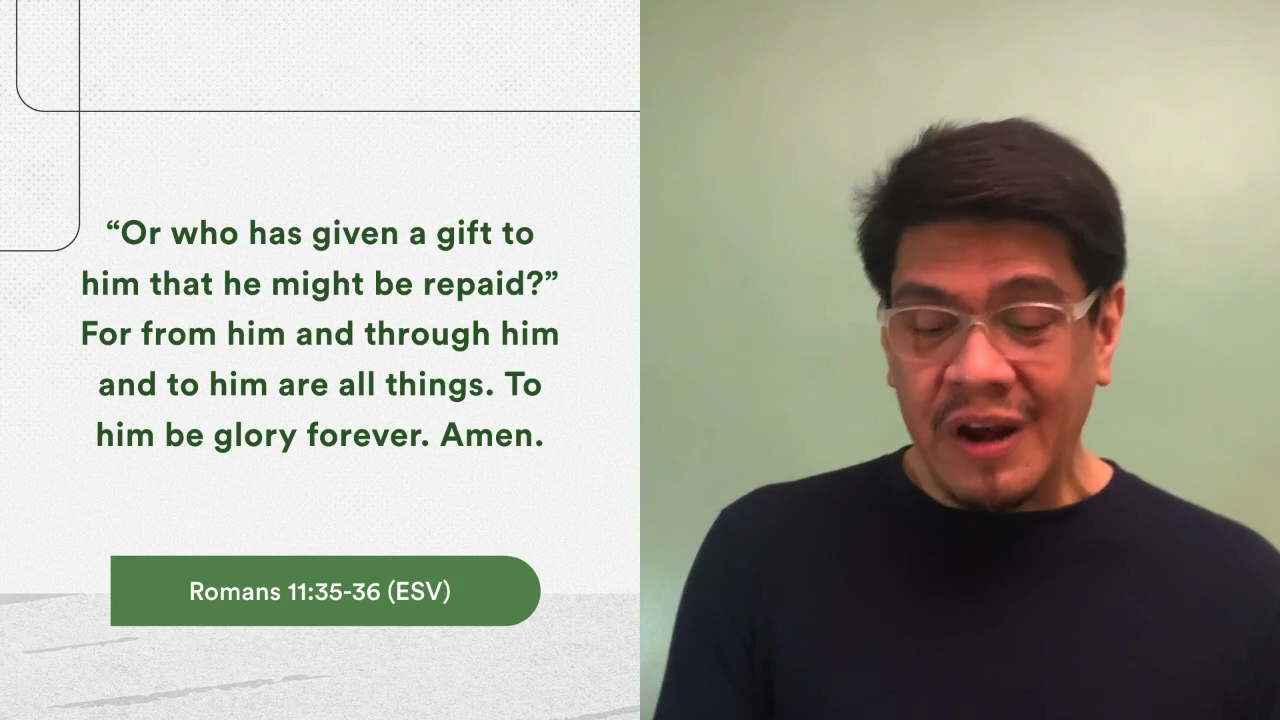 “Or who has given a gift to
him that he might be repaid?”
For from him and through him
and to him are all things. To
him be glory forever. Amen.
Romans 11:35-36 (ESV)